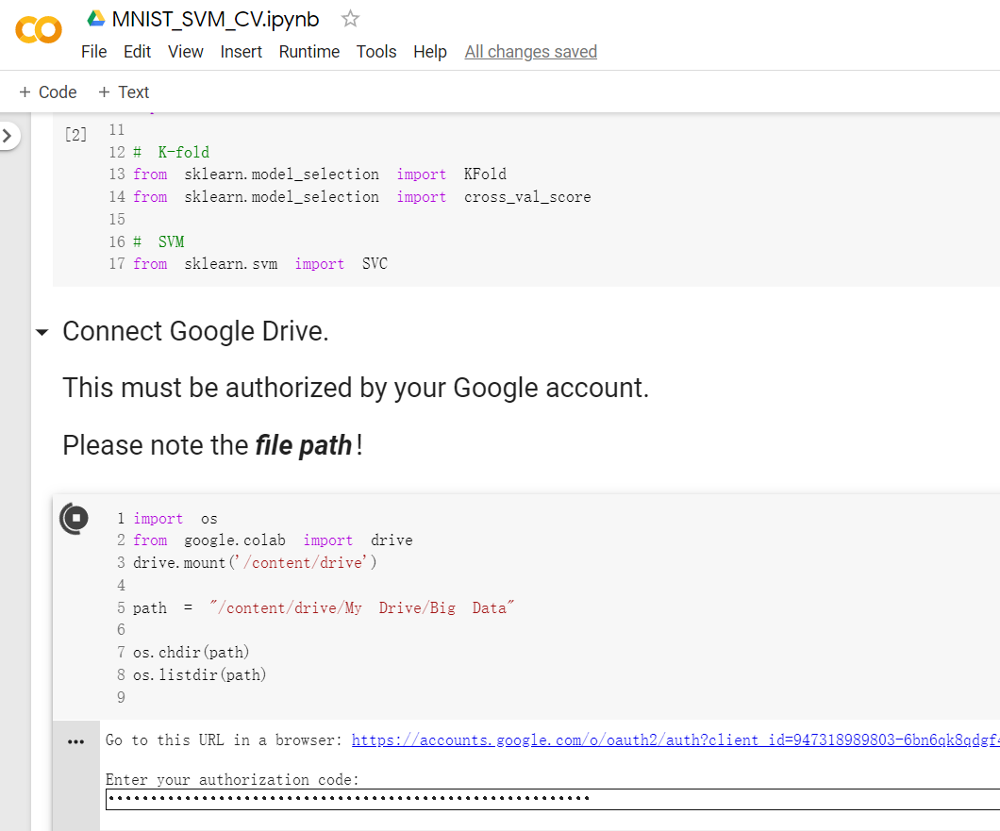 MNIST_SVM_CV.ipynb
File Edit View Insert Runtime Tools Help All changes saved
+ Code + Text
[2] 11
12 # K-fold
13 from sklearn.model_selection import KFold
14 from sklearn.model_selection import cross_val_score
15
16 # SVM
17 from sklearn.svm import SVC
Connect Google Drive.
This must be authorized by your Google account.
Please note the file path!
1 import os
2 from google.colab import drive
3 drive.mount('/content/drive')
4
5 path = "/content/drive/My Drive/Big Data"
6
7 os.chdir(path)
8 os.listdir(path)
9
Go to this URL in a browser: https://accounts.google.com/o/oauth2/auth?client_id=947318989803-6bn6qk8qdgf4
Enter your authorization code: